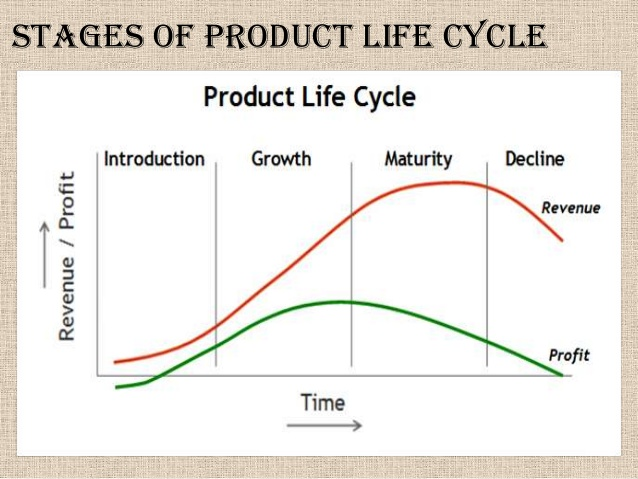 STAGES OF PRODUCT LIFE CYCLE
Product Life Cycle
Introduction Growth Maturity Decline
Revenue / Profit
Revenue
Profit
Time